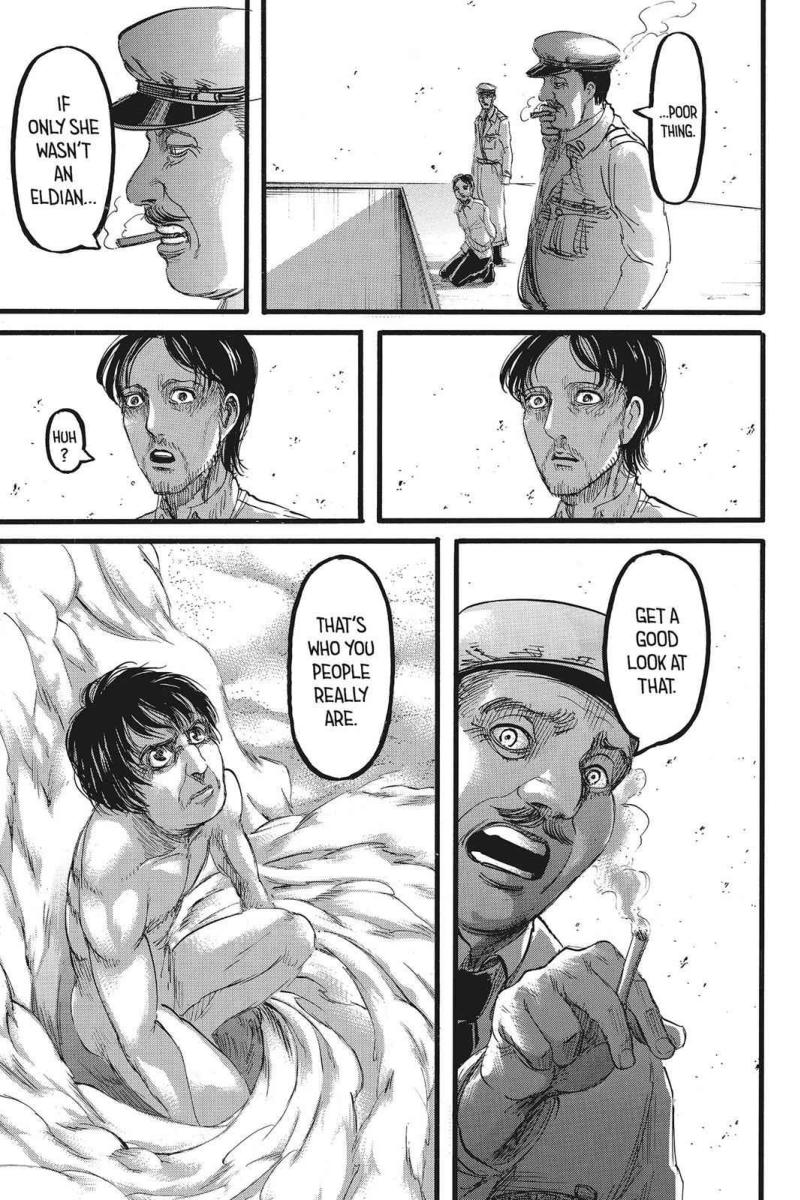 ...POOR
THING.
IF
ONLY SHE
WASN'T
AN
ELDIAN...
HUH
?
GET A
GOOD
LOOK AT
THAT.
THAT'S
WHO YOU
PEOPLE
REALLY
ARE.